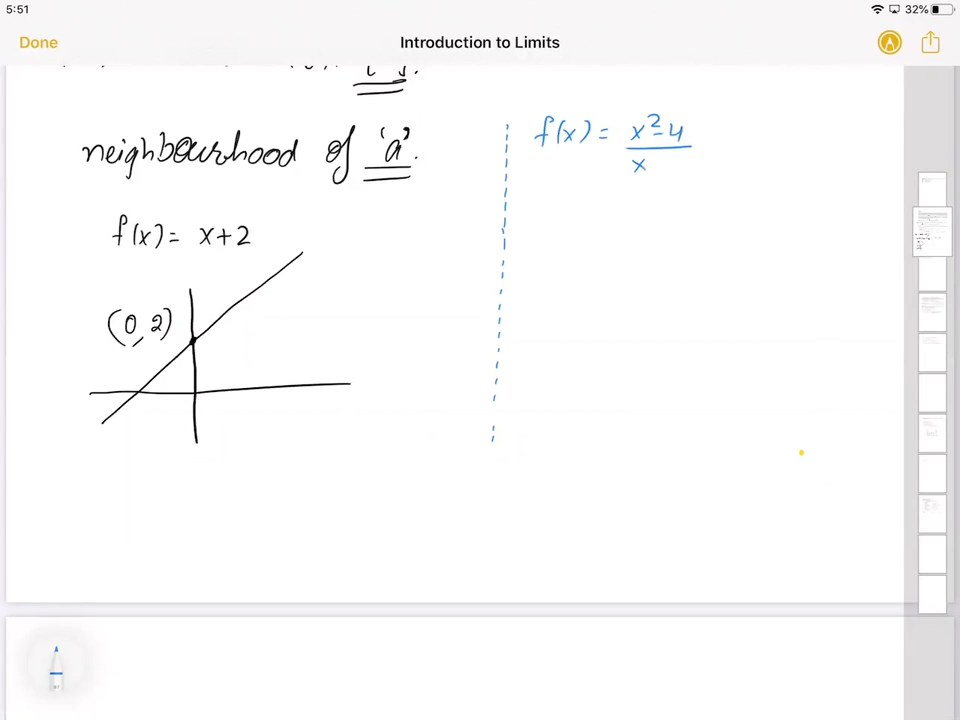 5:51
32%
Done
Introduction to Limits
neighbourhood of 'a'.
f(x) = x+2
(0, 2)
f(x) = x²-4
x